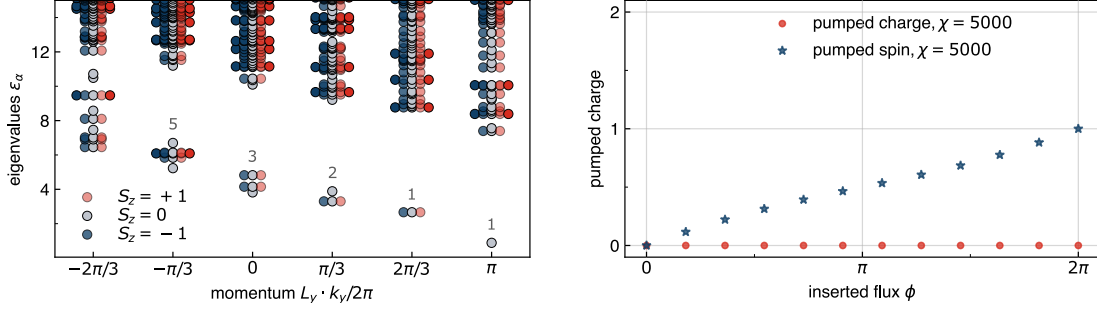 eigenvalues ε_α
12
8
4
5
3
2
1
1
S_z = +1
S_z = 0
S_z = −1
−2π/3
−π/3
0
π/3
2π/3
π
momentum L_y · k_y/2π
pumped charge
2
1
0
pumped charge, χ = 5000
pumped spin, χ = 5000
0
π
2π
inserted flux ϕ